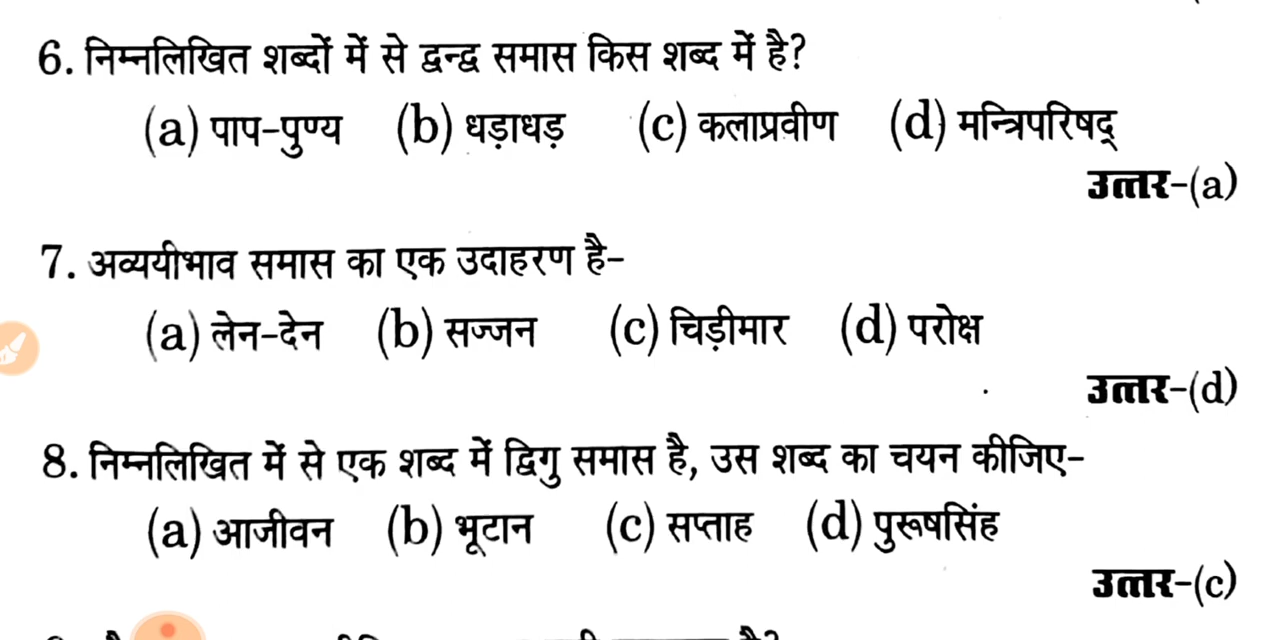 6. निम्नलिखित शब्दों में से द्वन्द्व समास किस शब्द में है?
(a) पाप-पुण्य (b) धड़ाधड़ (c) कलाप्रवीण (d) मन्त्रिपरिषद्
उत्तर-(a)
7. अव्ययीभाव समास का एक उदाहरण है-
(a) लेन-देन (b) सज्जन (c) चिड़ीमार (d) परोक्ष
उत्तर-(d)
8. निम्नलिखित में से एक शब्द में द्विगु समास है, उस शब्द का चयन कीजिए-
(a) आजीवन (b) भूटान (c) सप्ताह (d) पुरूषसिंह
उत्तर-(c)